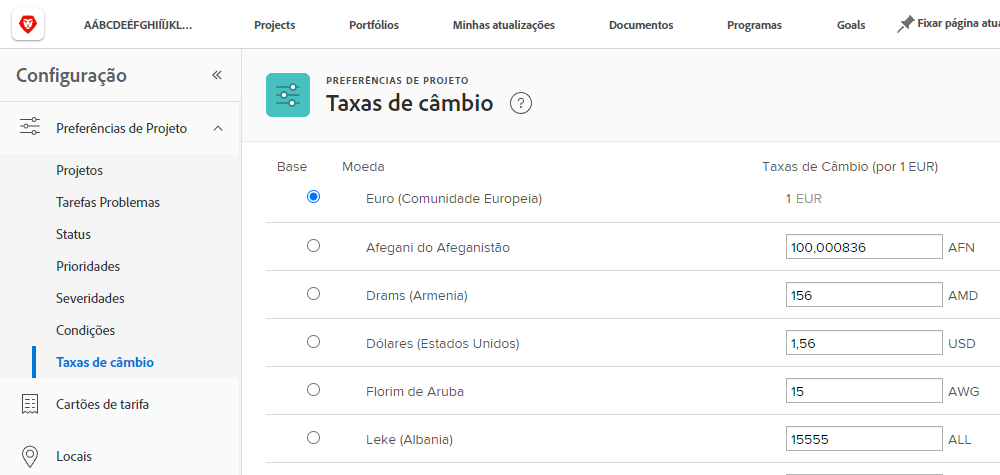 AÁBCDEÉFGHIÍÏJKL...
Projects
Portfólios
Minhas atualizações
Documentos
Programas
Goals
Fixar página atua
Configuração
«
PREFERÊNCIAS DE PROJETO
Taxas de câmbio
?
Preferências de Projeto
Projetos
Tarefas Problemas
Status
Prioridades
Severidades
Condições
Taxas de câmbio
Cartões de tarifa
Locais
Base Moeda Taxas de Câmbio (por 1 EUR)
Euro (Comunidade Europeia) 1 EUR
Afegani do Afeganistão 100,000836 AFN
Drams (Armenia) 156 AMD
Dólares (Estados Unidos) 1,56 USD
Florim de Aruba 15 AWG
Leke (Albania) 15555 ALL